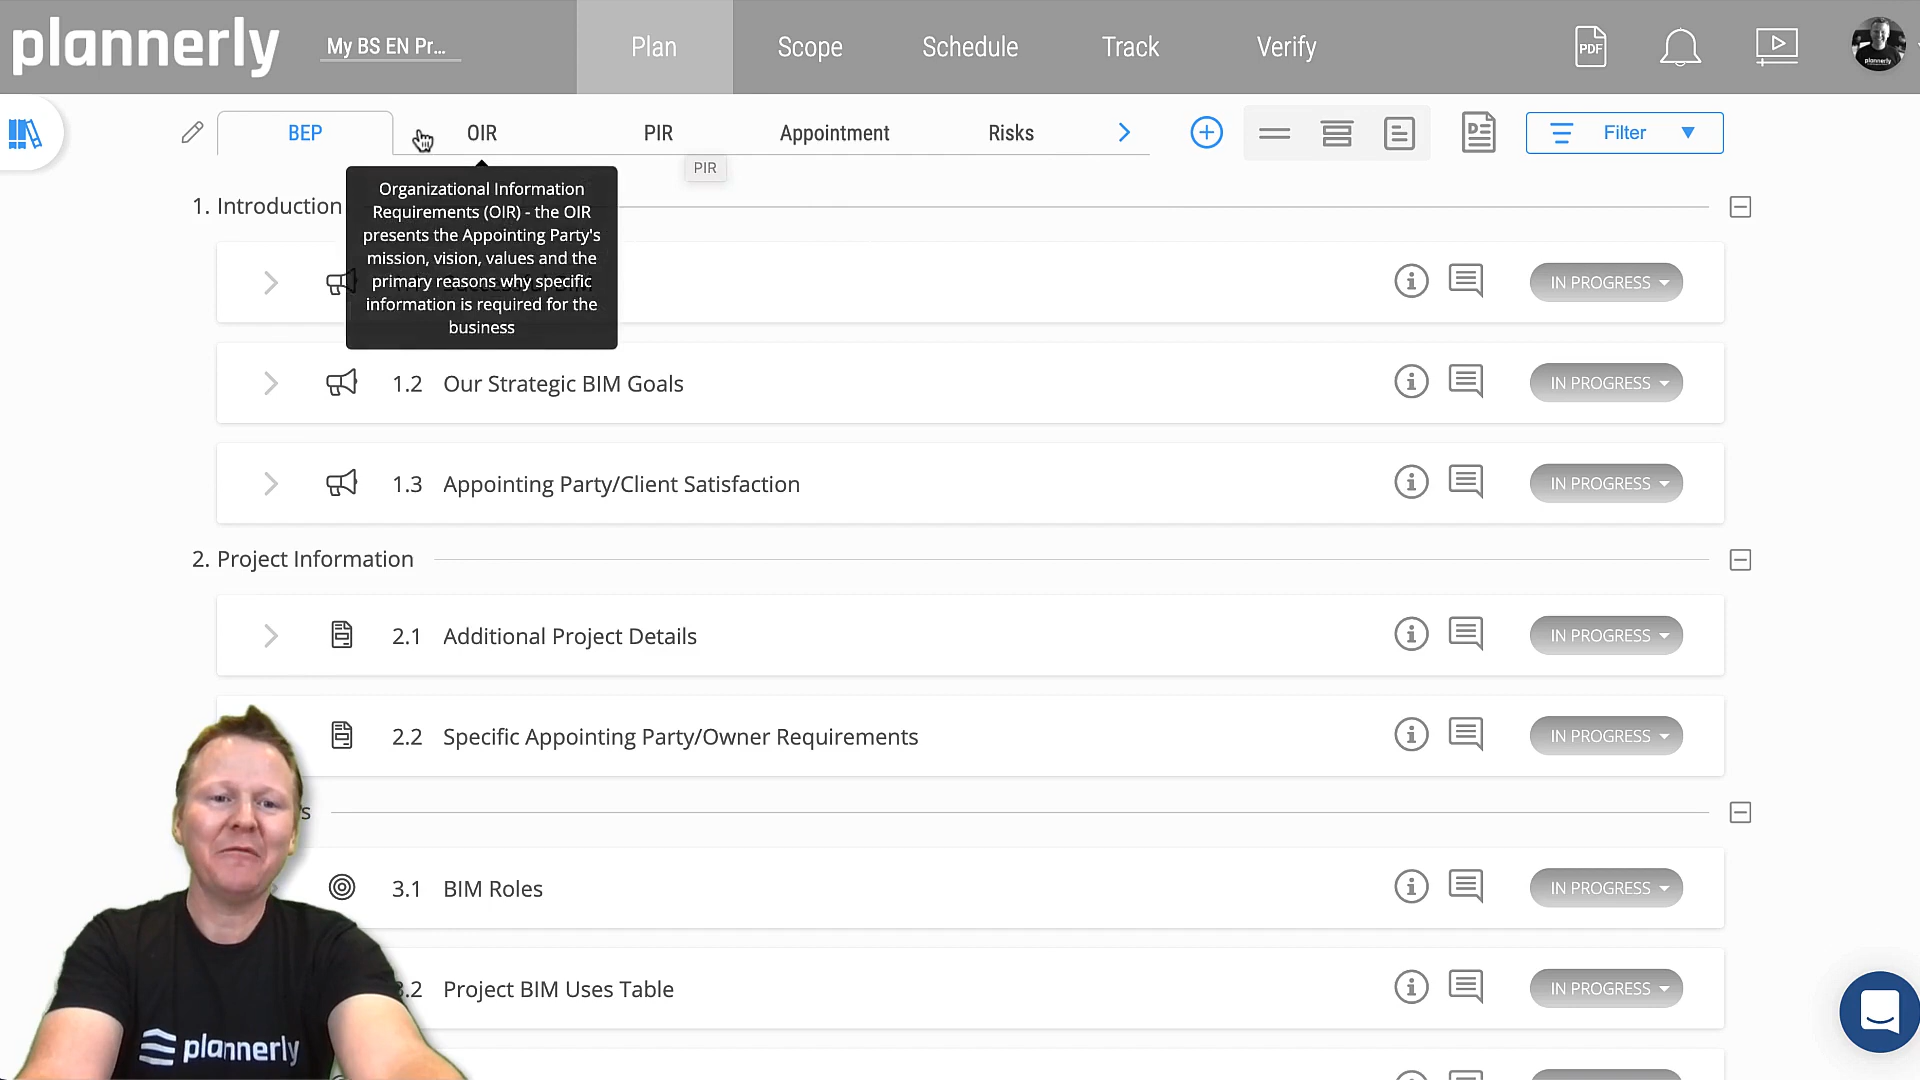 plannerly
My BS EN Pr...
Plan
Scope
Schedule
Track
Verify
PDF
plannerly
BEP
OIR
PIR
Appointment
Risks
Filter
PIR
Organizational Information
Requirements (OIR) - the OIR
presents the Appointing Party's
mission, vision, values and the
primary reasons why specific
information is required for the
business
1. Introduction
IN PROGRESS
1.2 Our Strategic BIM Goals
IN PROGRESS
1.3 Appointing Party/Client Satisfaction
IN PROGRESS
2. Project Information
2.1 Additional Project Details
IN PROGRESS
2.2 Specific Appointing Party/Owner Requirements
IN PROGRESS
s
3.1 BIM Roles
IN PROGRESS
3.2 Project BIM Uses Table
IN PROGRESS
plannerly